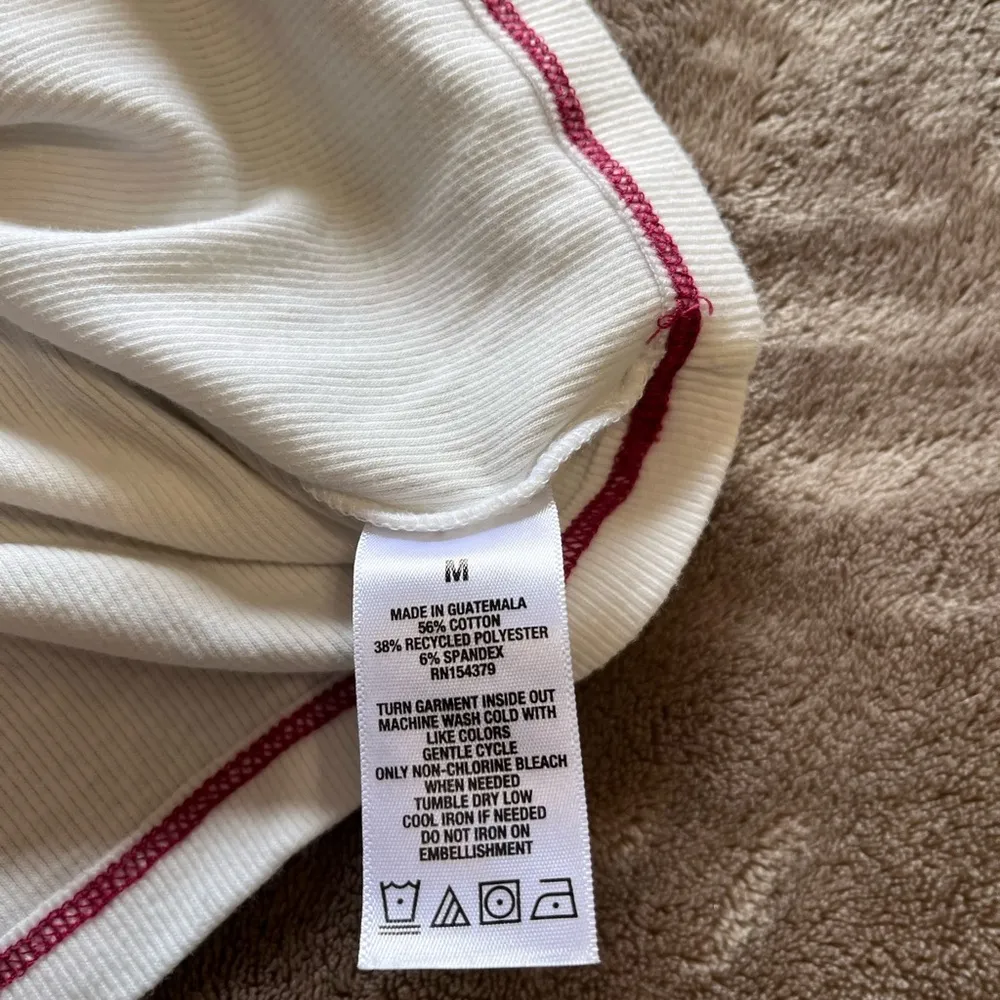 M
MADE IN GUATEMALA
56% COTTON
38% RECYCLED POLYESTER
6% SPANDEX
RN154379
TURN GARMENT INSIDE OUT
MACHINE WASH COLD WITH
LIKE COLORS
GENTLE CYCLE
ONLY NON-CHLORINE BLEACH
WHEN NEEDED
TUMBLE DRY LOW
COOL IRON IF NEEDED
DO NOT IRON ON
EMBELLISHMENT